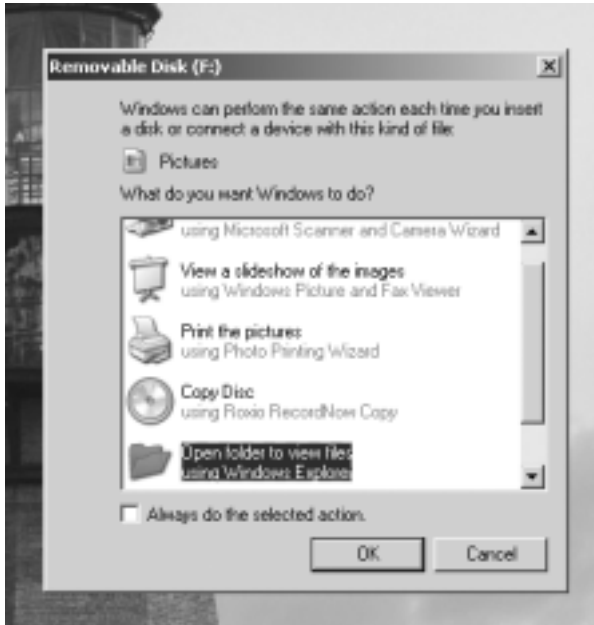 Removable Disk (F:)
Windows can perform the same action each time you insert
a disk or connect a device with this kind of file:
Pictures
What do you want Windows to do?
using Microsoft Scanner and Camera Wizard
View a slideshow of the images
using Windows Picture and Fax Viewer
Print the pictures
using Photo Printing Wizard
Copy Disc
using Roxio RecordNow Copy
Open folder to view files
using Windows Explorer
Always do the selected action.
OK
Cancel